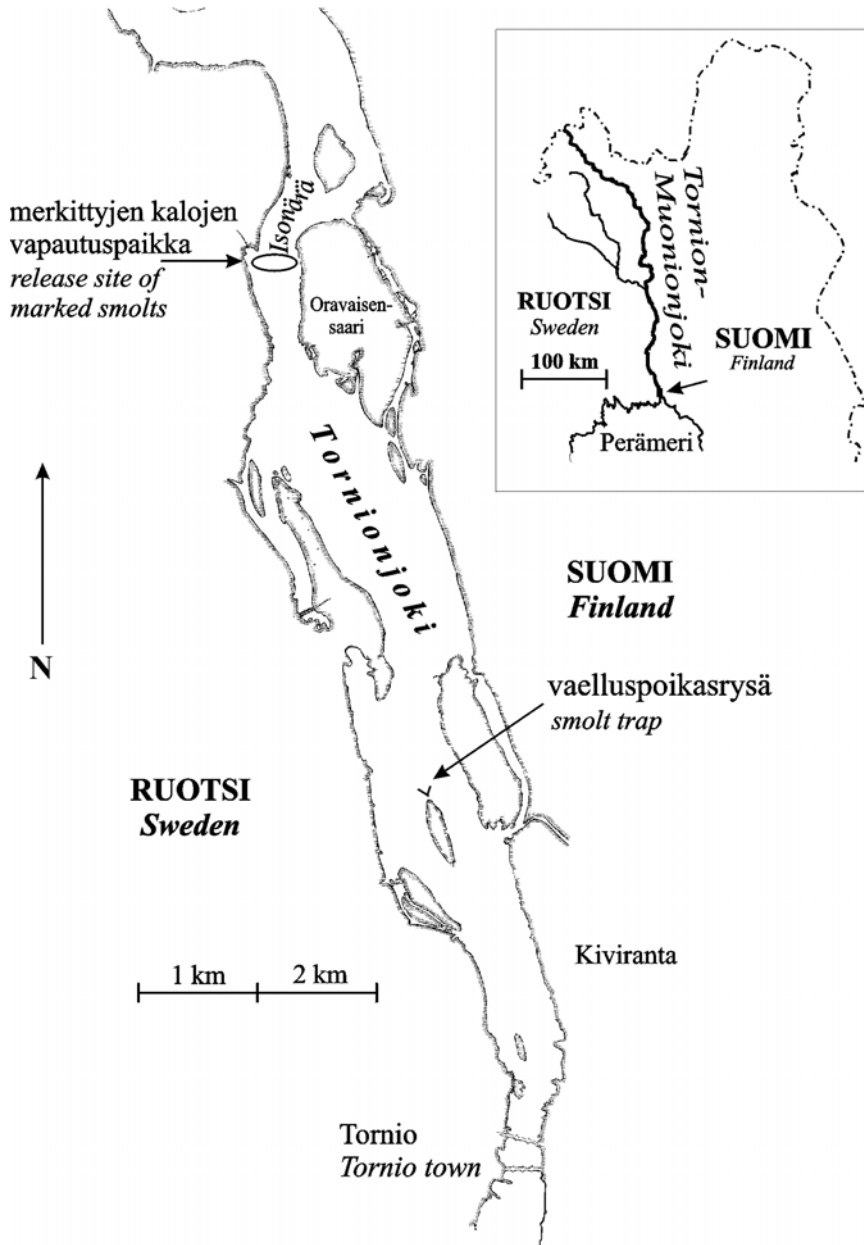 merkittyjen kalojen
vapautuspaikka
release site of
marked smolts
Isonärä
Oravaisen-
saari
Tornionjoki
N
SUOMI
Finland
vaelluspoikasrysä
smolt trap
RUOTSI
Sweden
1 km
2 km
Kiviranta
Tornio
Tornio town
Tornion-
Muonionjoki
RUOTSI
Sweden
SUOMI
Finland
100 km
Perämeri